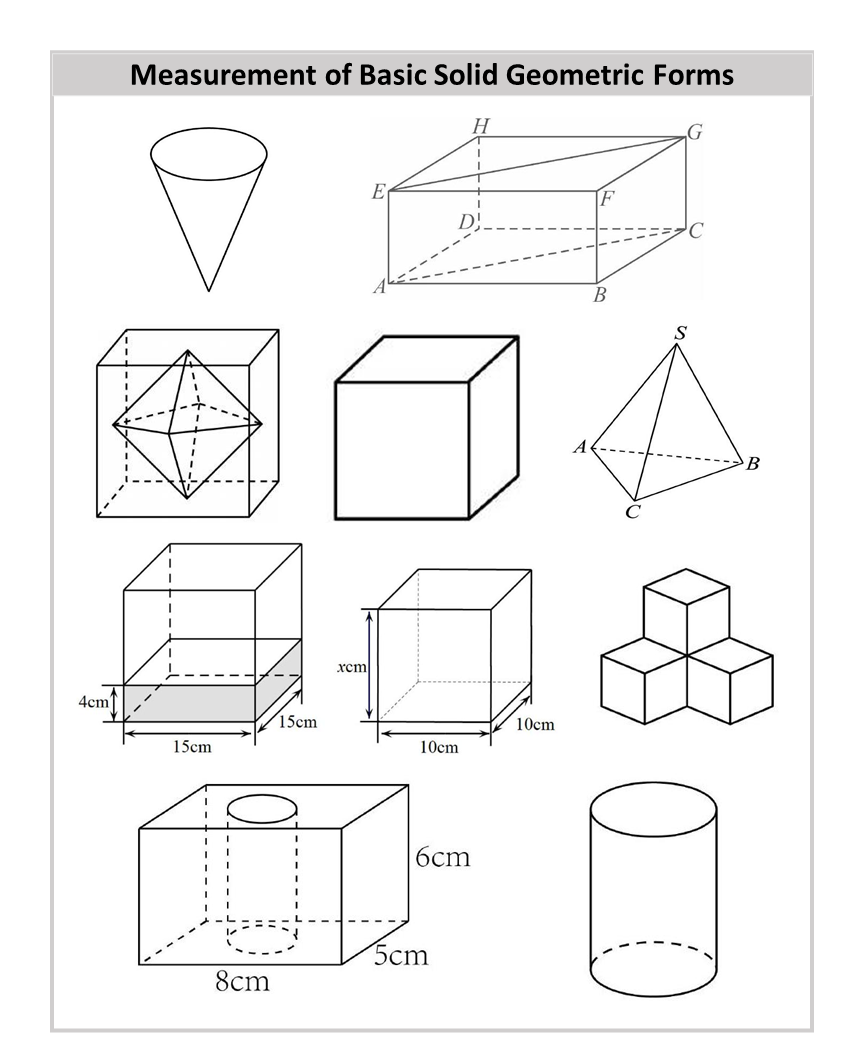 Measurement of Basic Solid Geometric Forms
H
G
E
F
D
C
A
B
S
A
B
C
4cm
15cm
15cm
xcm
10cm
10cm
6cm
5cm
8cm